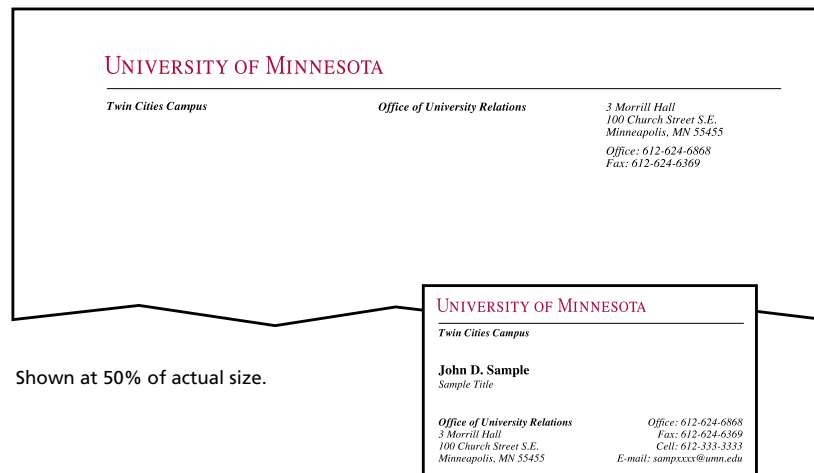 UNIVERSITY OF MINNESOTA
Twin Cities Campus
Office of University Relations
3 Morrill Hall
100 Church Street S.E.
Minneapolis, MN 55455
Office: 612-624-6868
Fax: 612-624-6369
UNIVERSITY OF MINNESOTA
Twin Cities Campus
John D. Sample
Sample Title
Office of University Relations
3 Morrill Hall
100 Church Street S.E.
Minneapolis, MN 55455
Office: 612-624-6868
Fax: 612-624-6369
Cell: 612-333-3333
E-mail: sampxxxx@umn.edu
Shown at 50% of actual size.